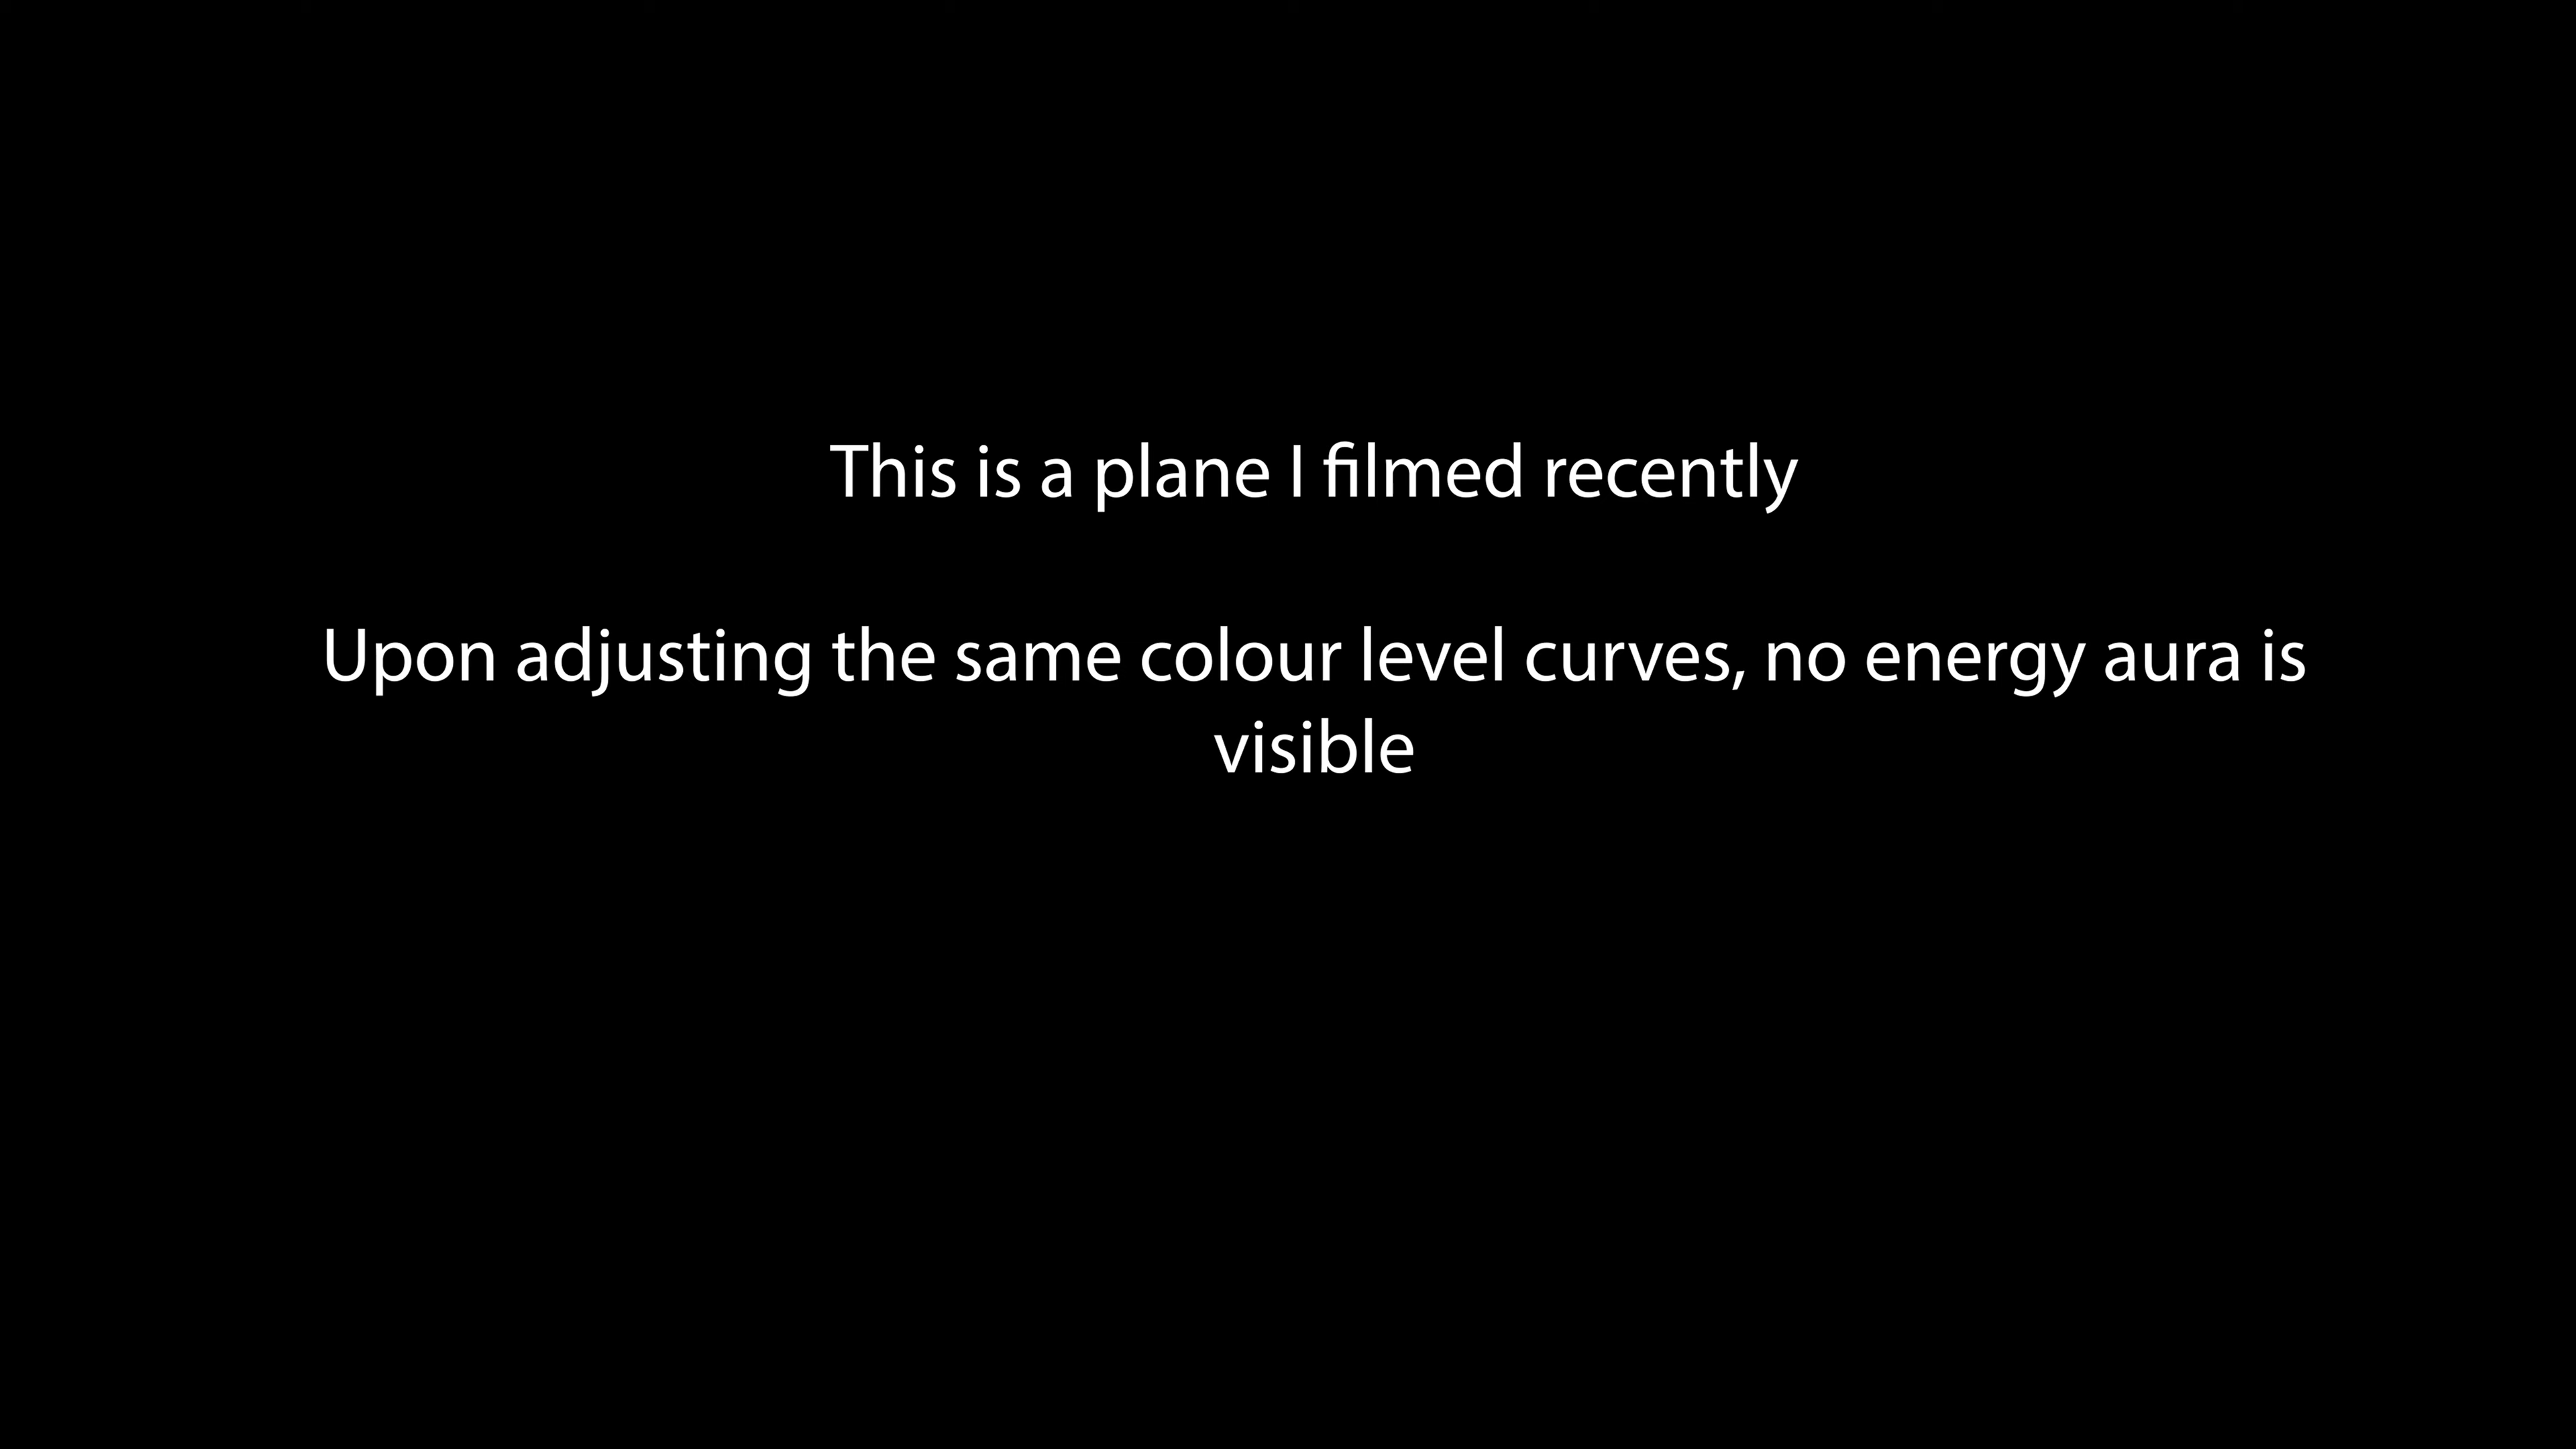 This is a plane I filmed recently
Upon adjusting the same colour level curves, no energy aura is
visible